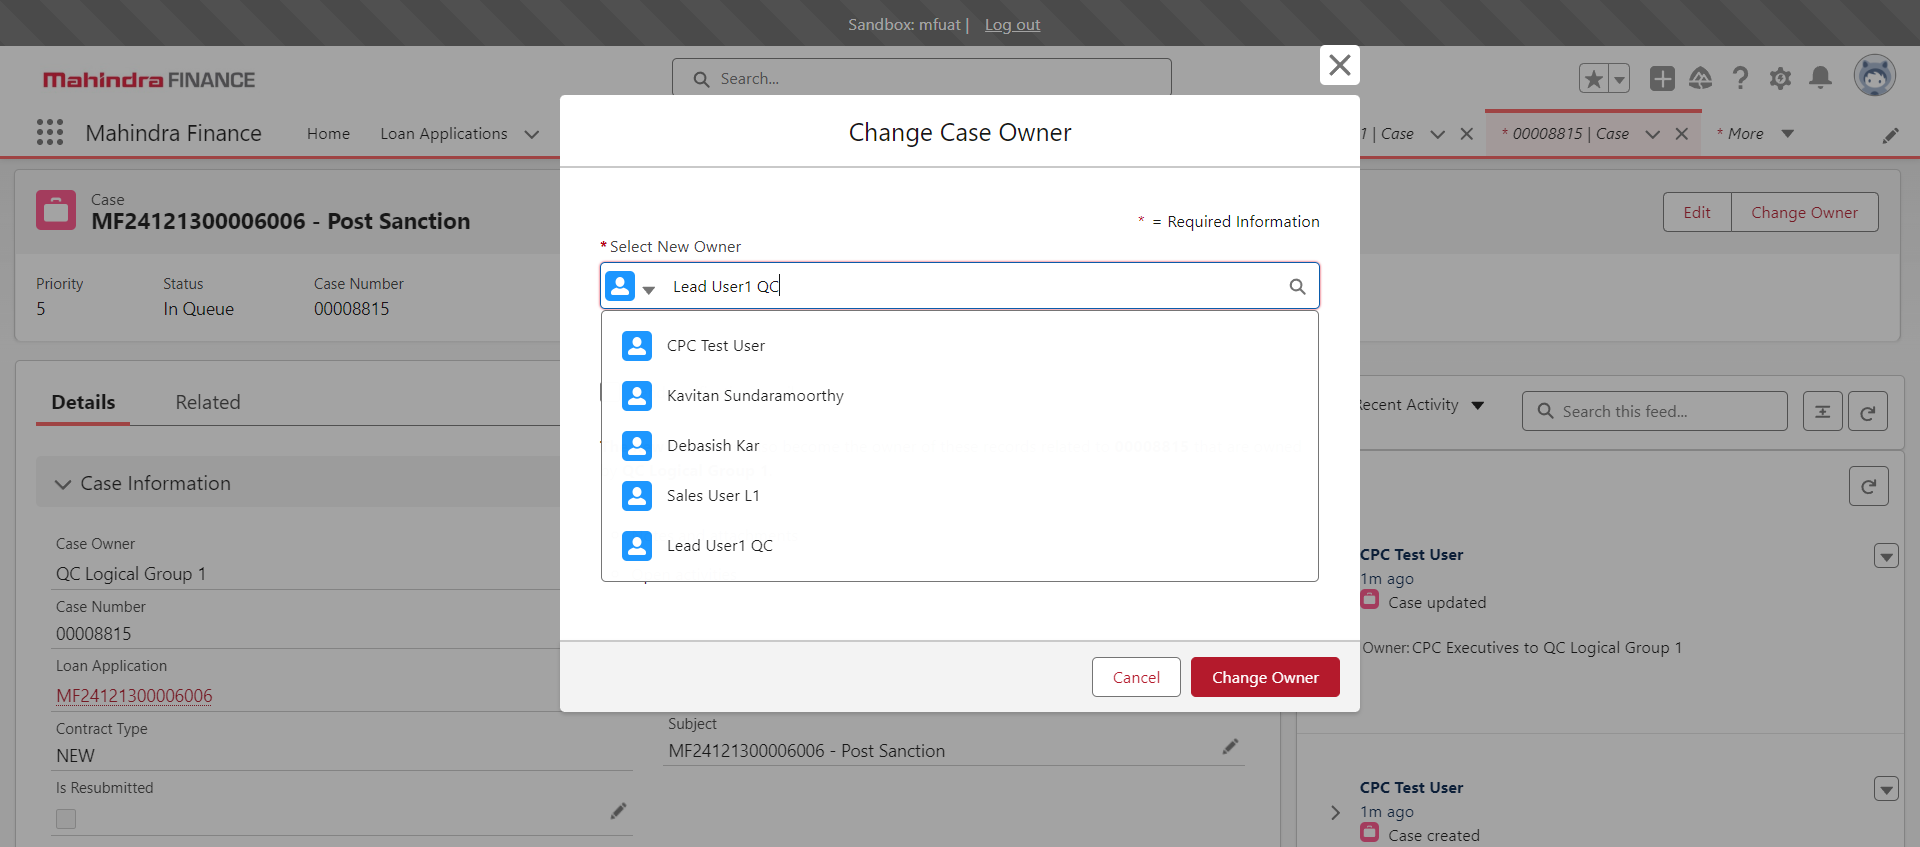 Sandbox: mfuat | Log out
Mahindra FINANCE
Search...
Mahindra Finance
Home
Loan Applications
1 | Case
* 00008815 | Case
* More
Case
MF24121300006006 - Post Sanction
Edit
Change Owner
Priority
Status
Case Number
5
In Queue
00008815
Change Case Owner
* = Required Information
* Select New Owner
Lead User1 QC
CPC Test User
Kavitan Sundaramoorthy
Debasish Kar
Sales User L1
Lead User1 QC
Cancel
Change Owner
Details
Related
Case Information
Case Owner
QC Logical Group 1
Case Number
00008815
Loan Application
MF24121300006006
Contract Type
NEW
Is Resubmitted
Subject
MF24121300006006 - Post Sanction
Recent Activity
Search this feed...
CPC Test User
1m ago
Case updated
Owner: CPC Executives to QC Logical Group 1
CPC Test User
1m ago
Case created